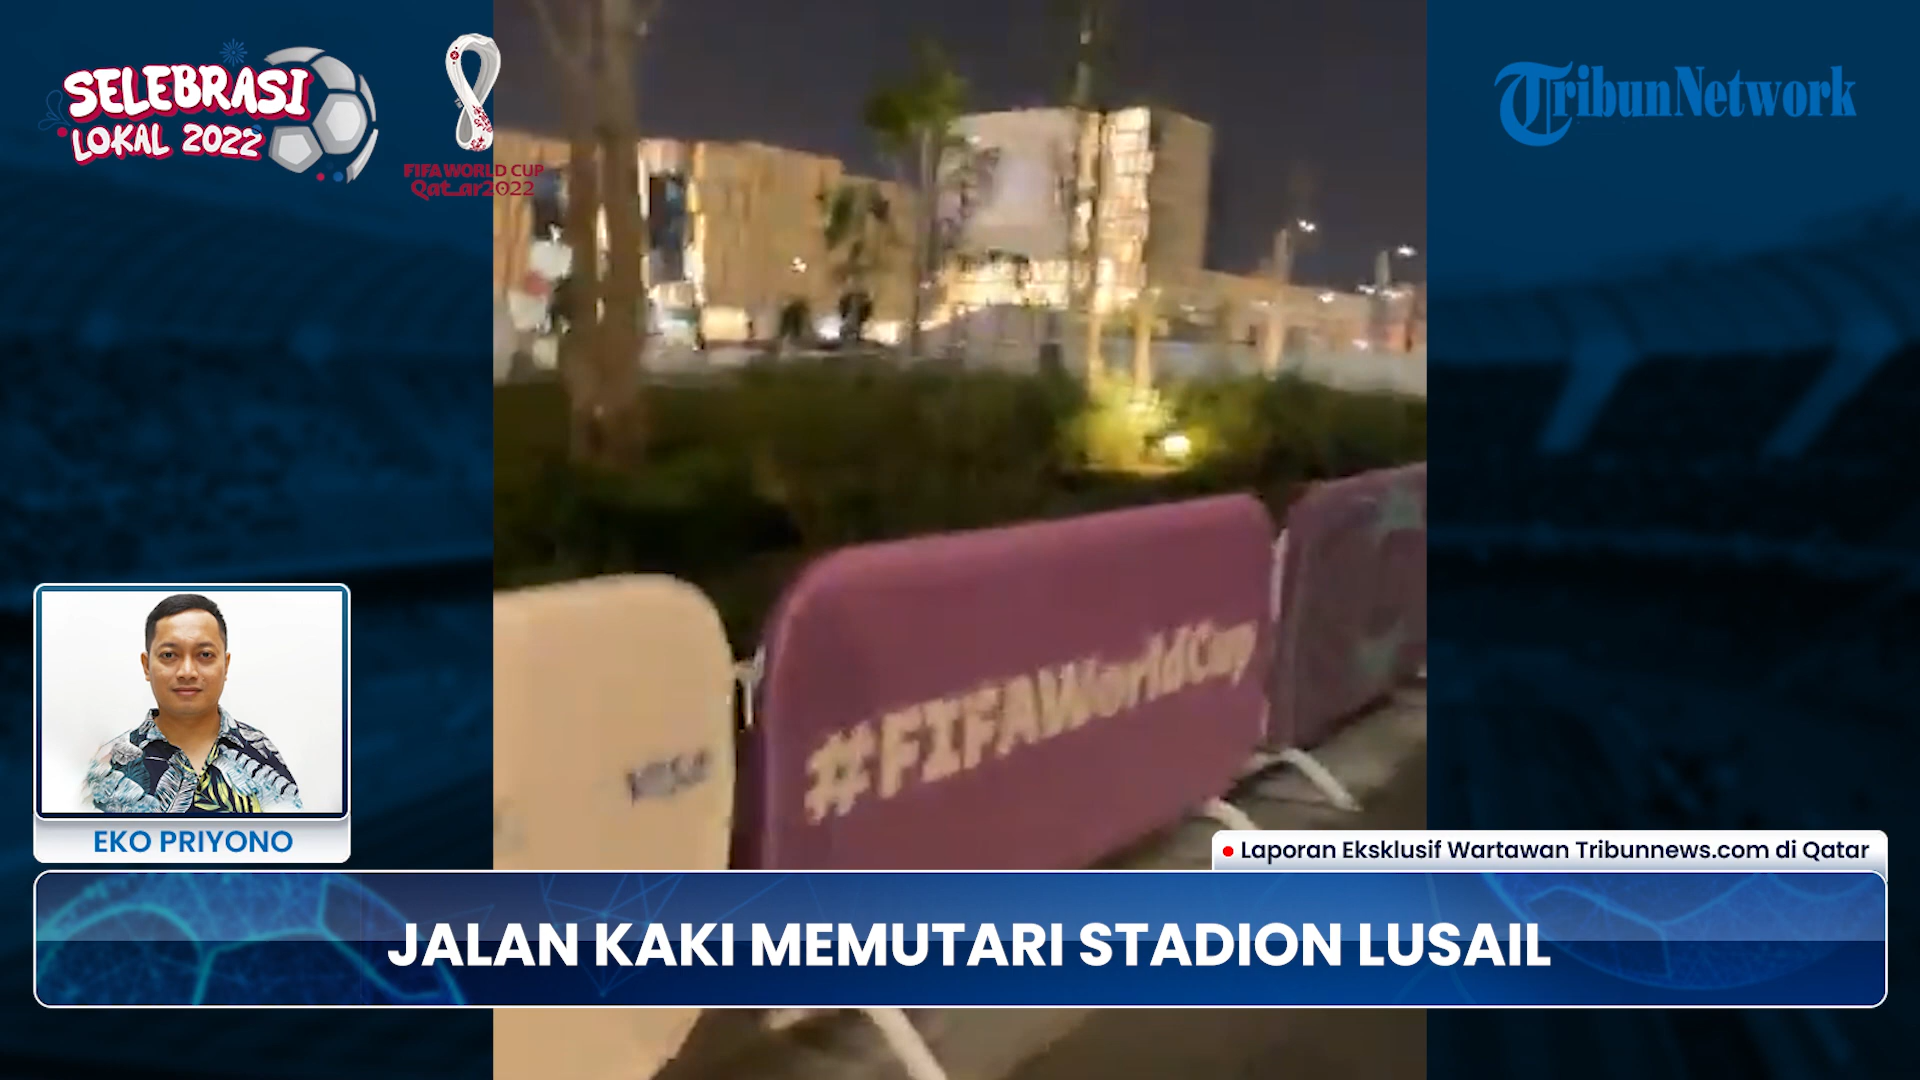 SELEBRASI
LOKAL 2022
FIFA WORLD CUP
Qatar2022
TribunNetwork
#FIFAWorldCup
EKO PRIYONO
Laporan Eksklusif Wartawan Tribunnews.com di Qatar
JALAN KAKI MEMUTARI STADION LUSAIL